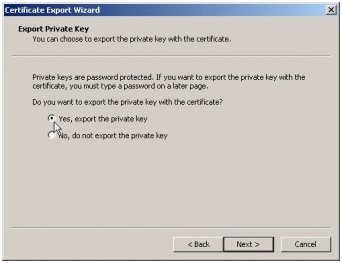 Certificate Export Wizard
Export Private Key
You can choose to export the private key with the certificate.
Private keys are password protected. If you want to export the private key with the
certificate, you must type a password on a later page.
Do you want to export the private key with the certificate?
Yes, export the private key
No, do not export the private key
< Back
Next >
Cancel